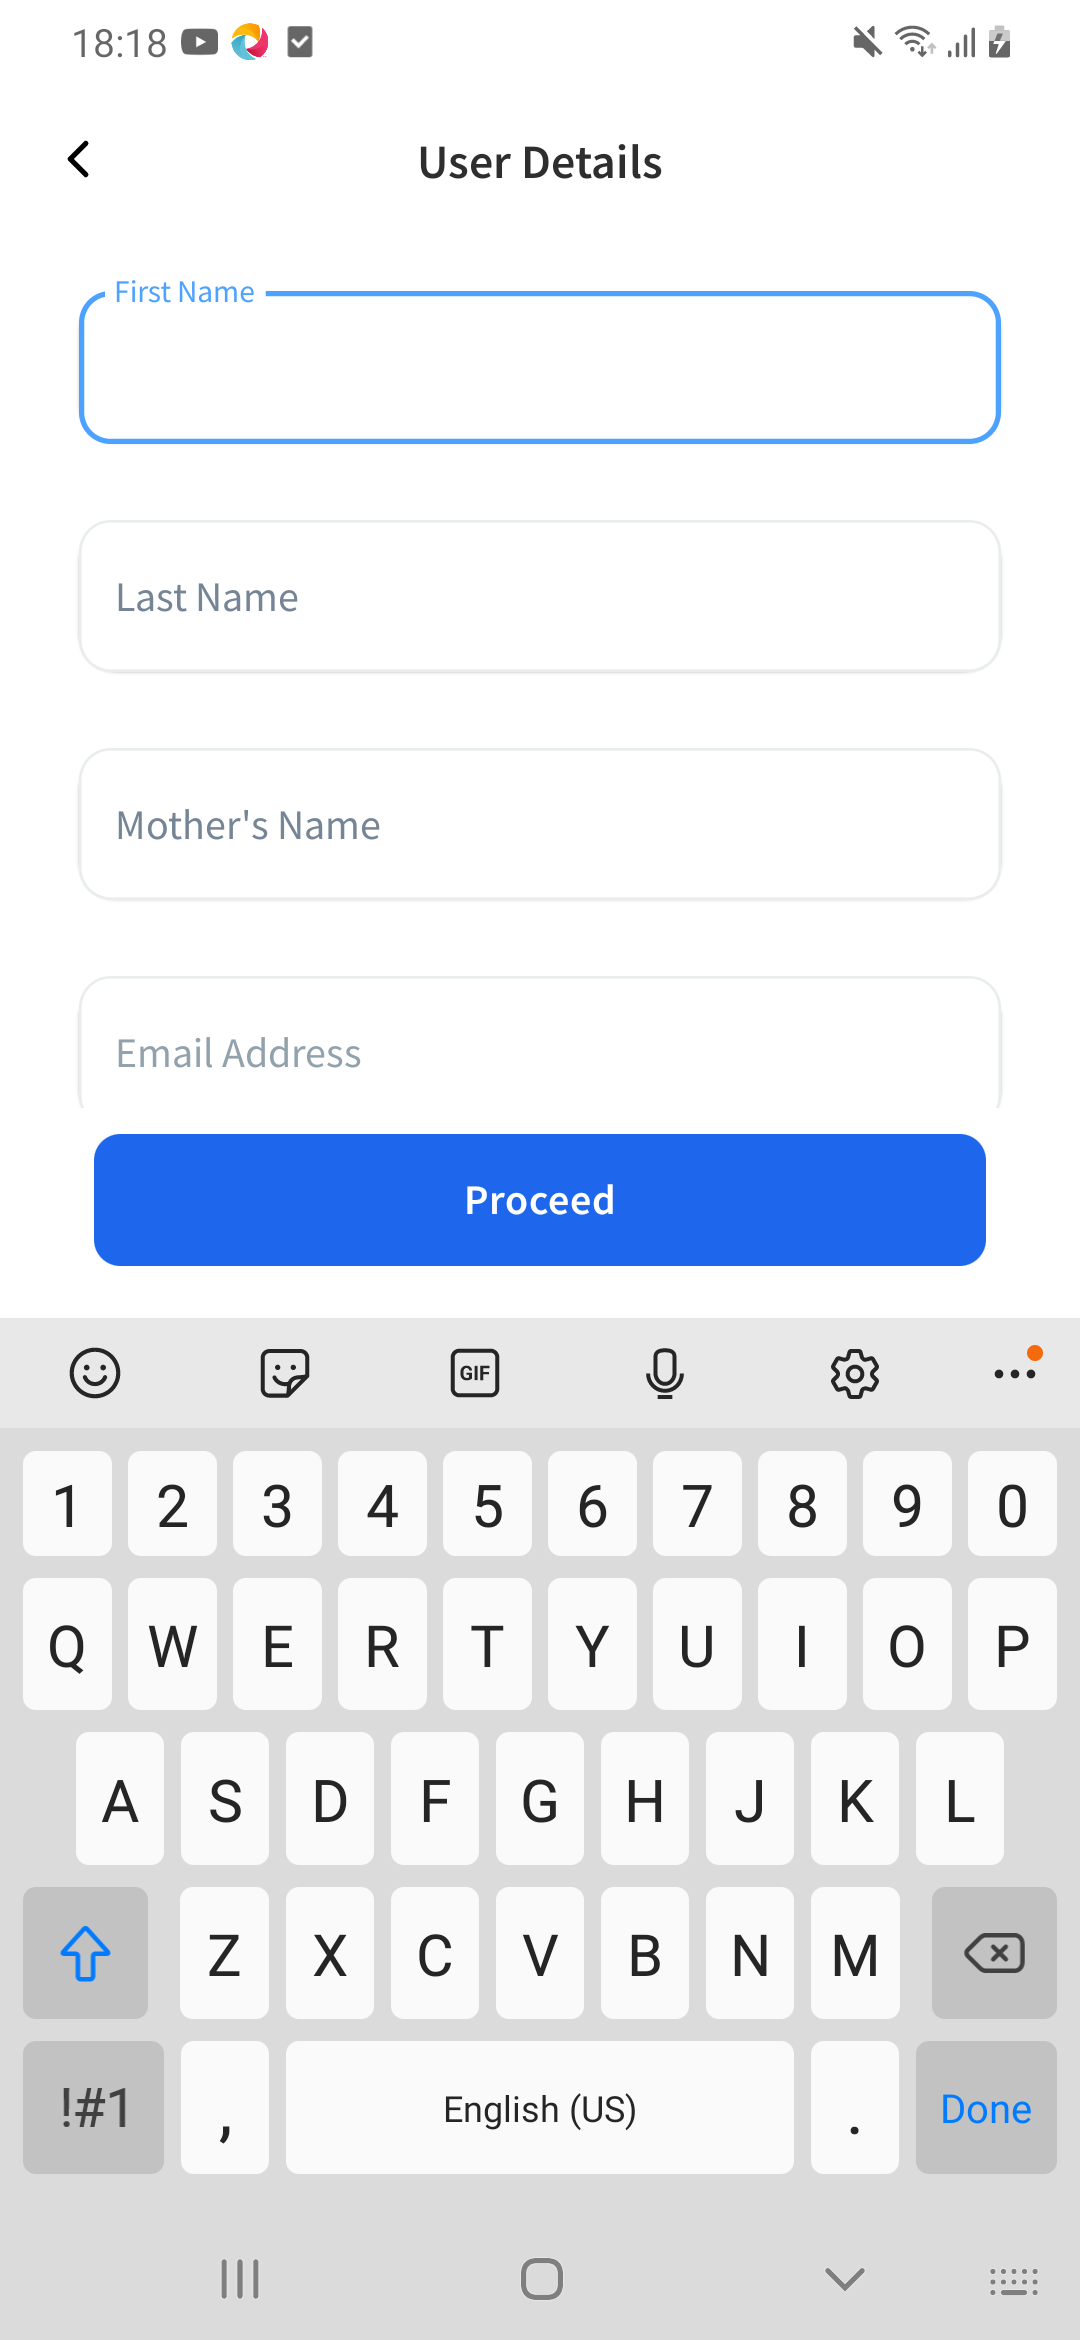 18:18
User Details
First Name
Last Name
Mother's Name
Email Address
Proceed
GIF
1 2 3 4 5 6 7 8 9 0
Q W E R T Y U I O P
A S D F G H J K L
Z X C V B N M
!#1 , English (US) . Done